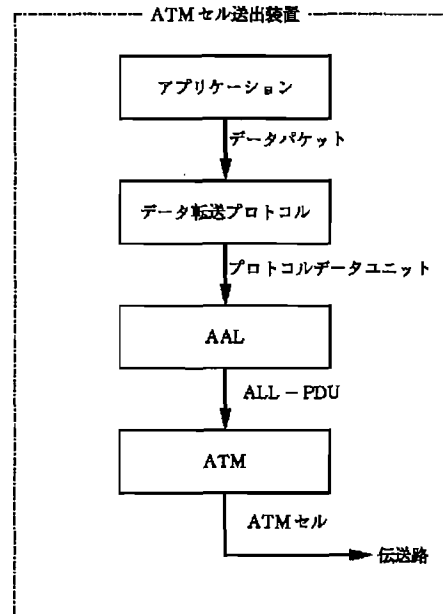 ATMセル送出装置
アプリケーション
データパケット
データ転送プロトコル
プロトコルデータユニット
AAL
ALL-PDU
ATM
ATMセル
伝送路